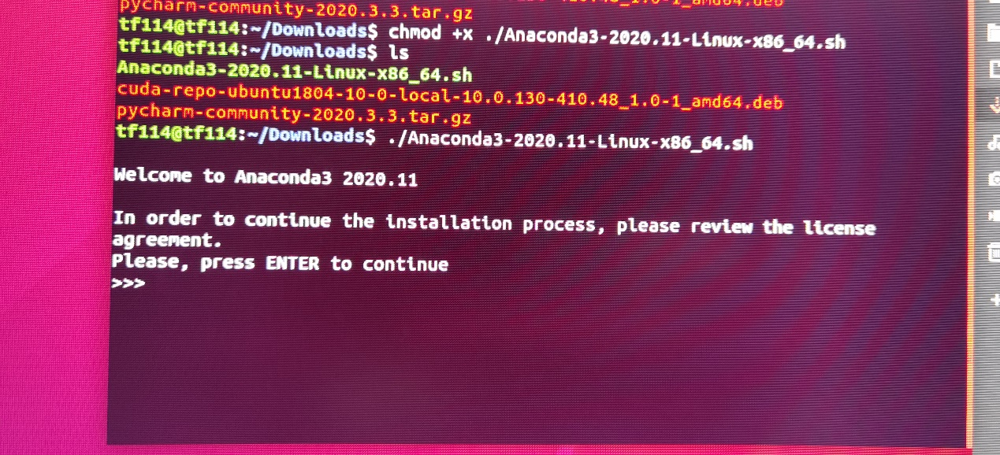 pycharm-community-2020.3.3.tar.gz
tf114@tf114:~/Downloads$ chmod +x ./Anaconda3-2020.11-Linux-x86_64.sh
tf114@tf114:~/Downloads$ ls
Anaconda3-2020.11-Linux-x86_64.sh
cuda-repo-ubuntu1804-10-0-local-10.0.130-410.48_1.0-1_amd64.deb
pycharm-community-2020.3.3.tar.gz
tf114@tf114:~/Downloads$ ./Anaconda3-2020.11-Linux-x86_64.sh
Welcome to Anaconda3 2020.11
In order to continue the installation process, please review the license
agreement.
Please, press ENTER to continue
>>>